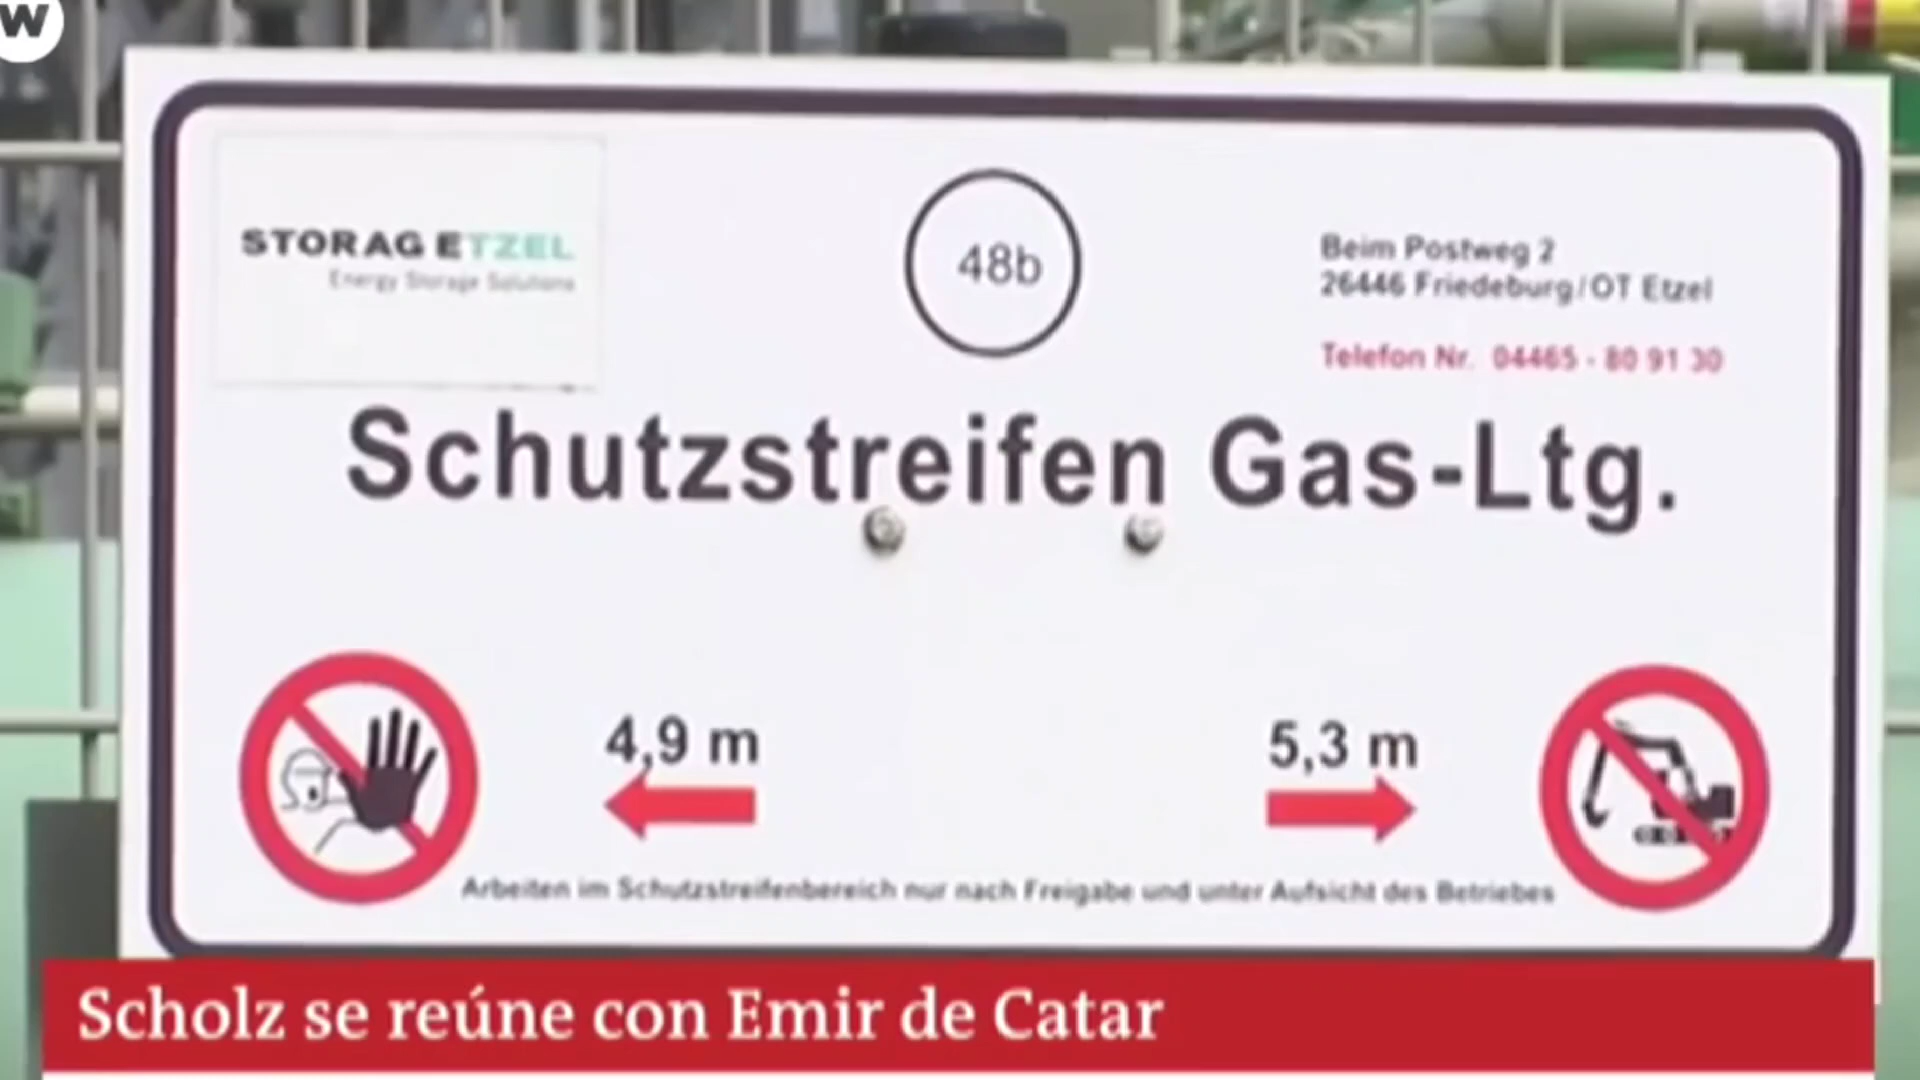 W
STORAG ETZEL
Energy Storage Solutions
48b
Beim Postweg 2
26446 Friedeburg/OT Etzel
Telefon Nr. 04465 - 80 91 30
Schutzstreifen Gas-Ltg.
4,9 m
5,3 m
Arbeiten im Schutzstreifenbereich nur nach Freigabe und unter Aufsicht des Betriebes
Scholz se reúne con Emir de Catar